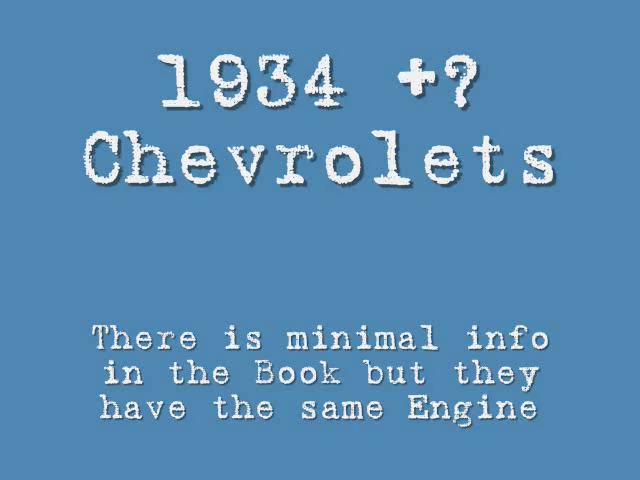 1934 +?
Chevrolets
There is minimal info
in the Book but they
have the same Engine